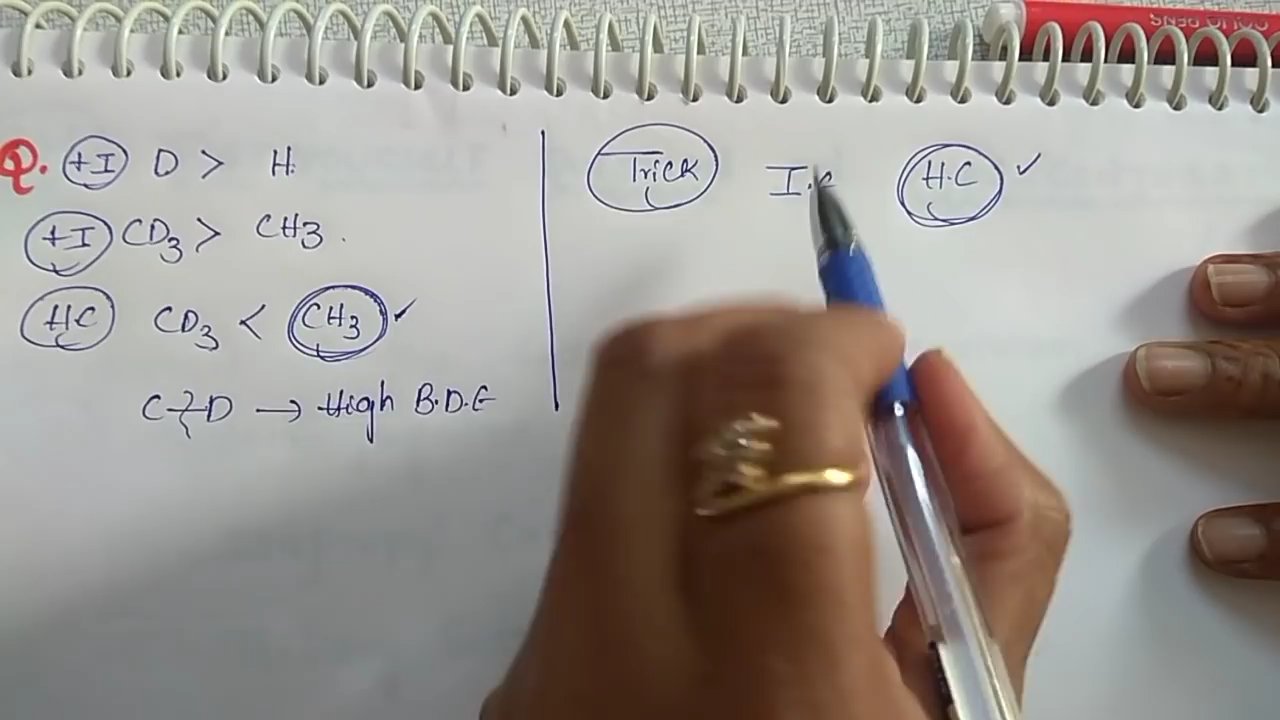 Q. +I D > H.
+I CD3 > CH3.
HC CD3 < CH3 ✓
C D → High B.D.E
Trick I.e H.C ✓